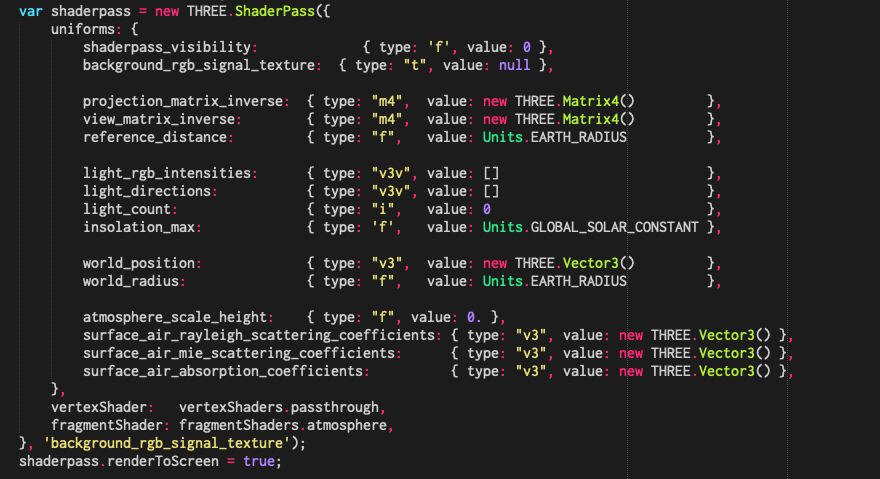 var shaderpass = new THREE.ShaderPass({
    uniforms: {
        shaderpass_visibility:             { type: 'f', value: 0 },
        background_rgb_signal_texture:  { type: "t", value: null },

        projection_matrix_inverse:  { type: "m4",  value: new THREE.Matrix4()         },
        view_matrix_inverse:        { type: "m4",  value: new THREE.Matrix4()         },
        reference_distance:         { type: "f",   value: Units.EARTH_RADIUS          },

        light_rgb_intensities:      { type: "v3v", value: []                          },
        light_directions:           { type: "v3v", value: []                          },
        light_count:                { type: "i",   value: 0                           },
        insolation_max:             { type: 'f',   value: Units.GLOBAL_SOLAR_CONSTANT },

        world_position:             { type: "v3",  value: new THREE.Vector3()         },
        world_radius:               { type: "f",   value: Units.EARTH_RADIUS          },

        atmosphere_scale_height:    { type: "f", value: 0. },
        surface_air_rayleigh_scattering_coefficients: { type: "v3", value: new THREE.Vector3() },
        surface_air_mie_scattering_coefficients:      { type: "v3", value: new THREE.Vector3() },
        surface_air_absorption_coefficients:          { type: "v3", value: new THREE.Vector3() },
    },
    vertexShader:   vertexShaders.passthrough,
    fragmentShader: fragmentShaders.atmosphere,
}, 'background_rgb_signal_texture');
shaderpass.renderToScreen = true;